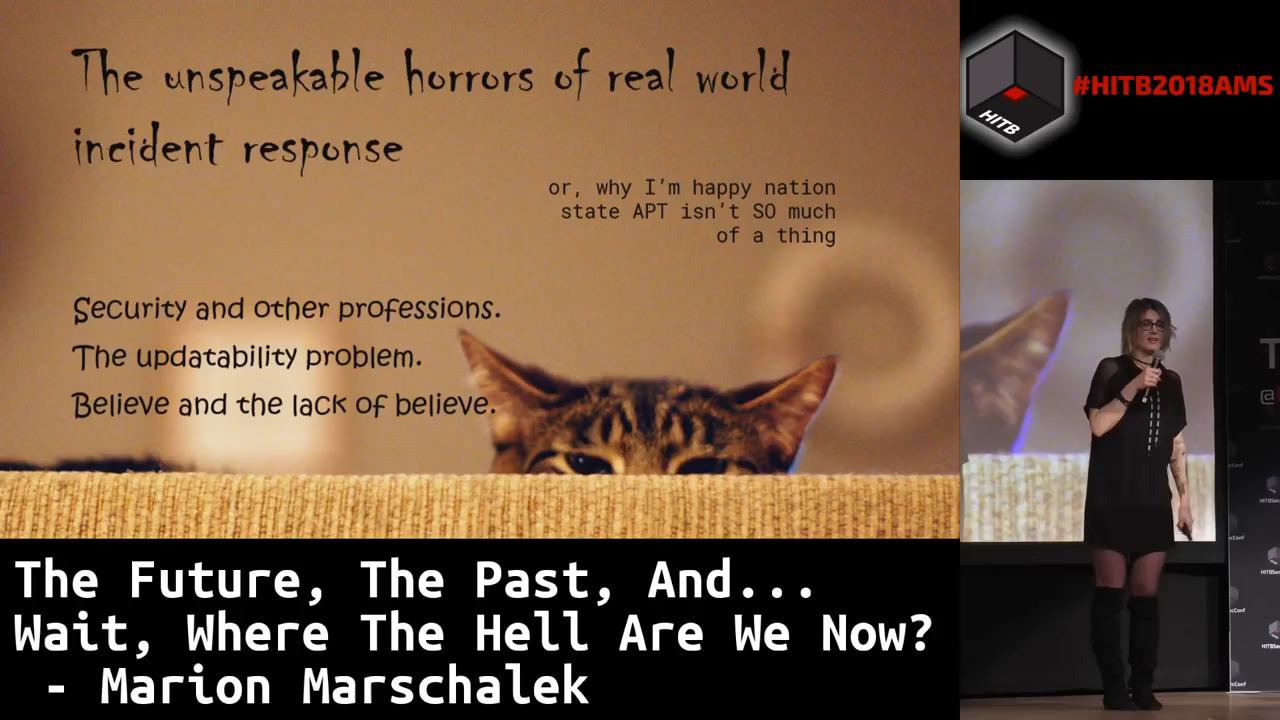 The unspeakable horrors of real world
incident response
or, why I'm happy nation
state APT isn't SO much
of a thing
Security and other professions.
The updatability problem.
Believe and the lack of believe.
The Future, The Past, And...
Wait, Where The Hell Are We Now?
- Marion Marschalek
HITB
#HITB2018AMS
T
@